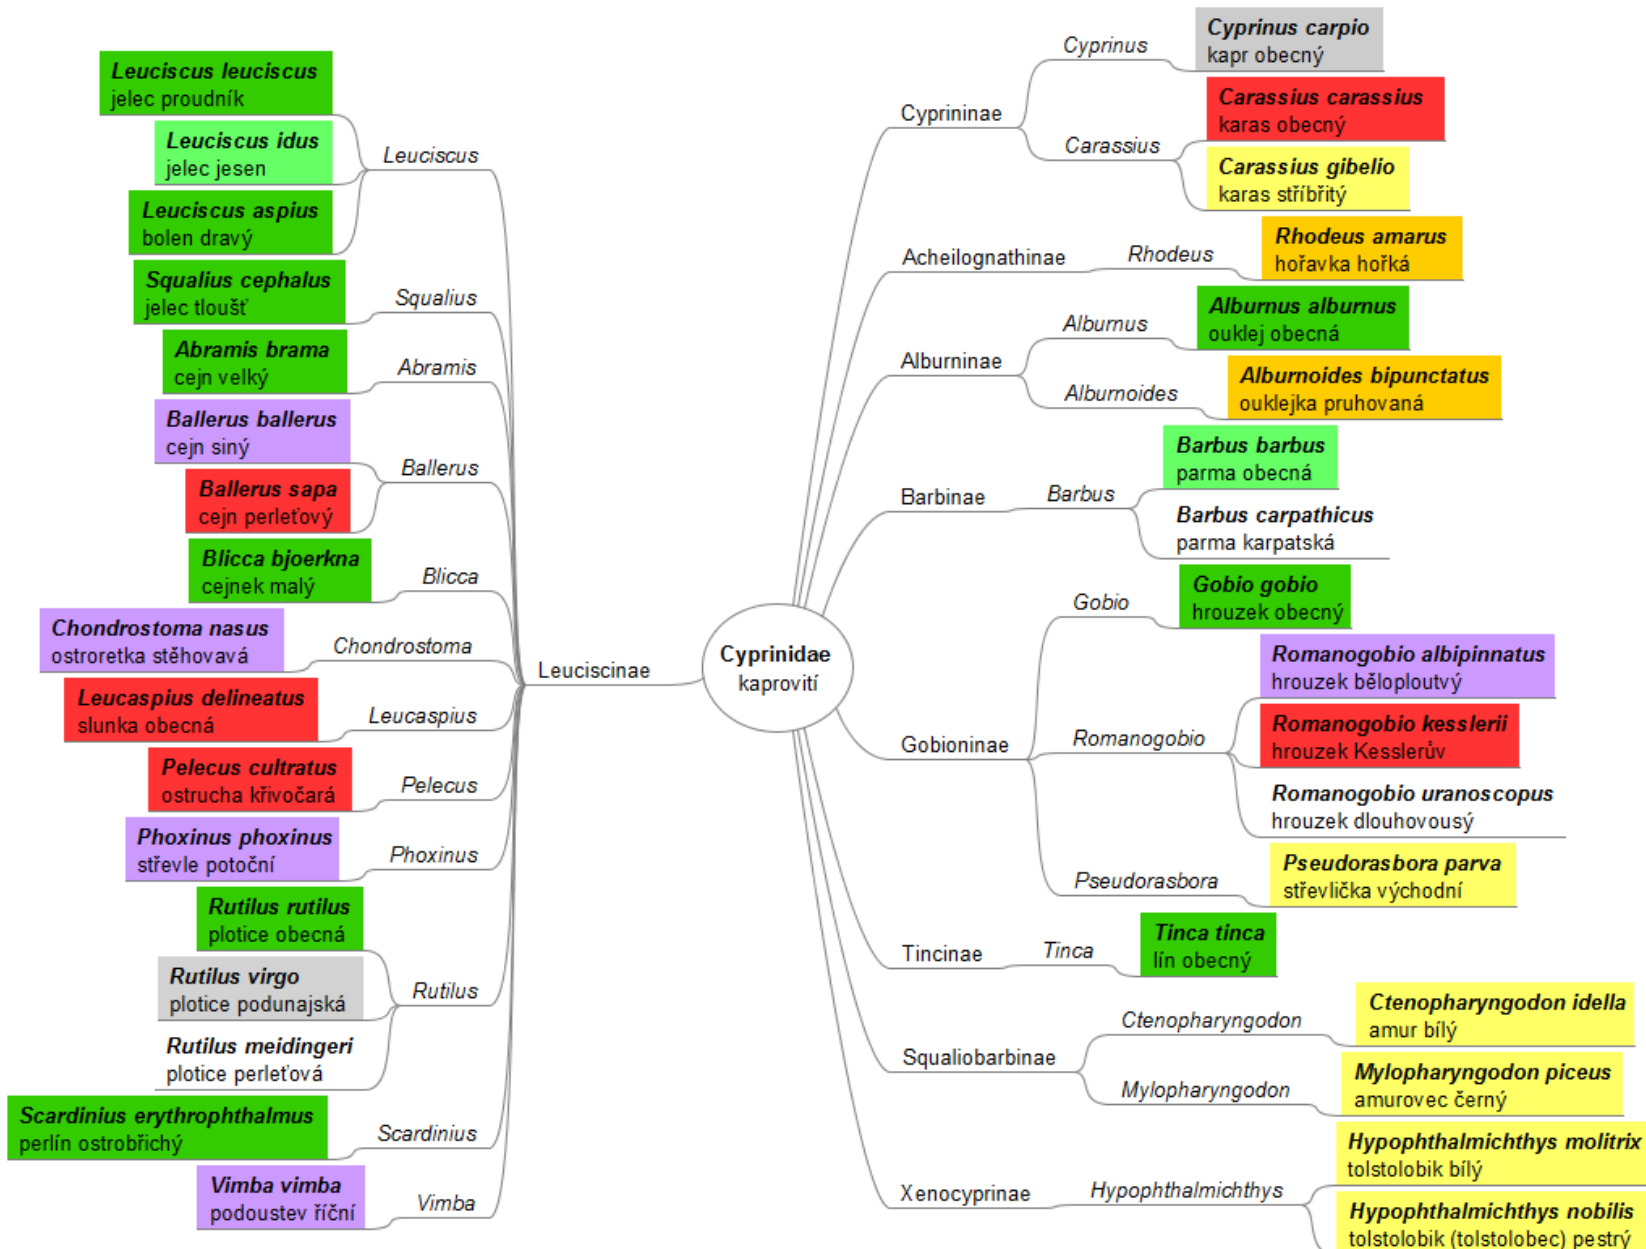 Cyprinidae
kaprovití
Leuciscinae
Leuciscus
Leuciscus leuciscus
jelec proudník
Leuciscus idus
jelec jesen
Leuciscus aspius
bolen dravý
Squalius
Squalius cephalus
jelec tloušť
Abramis
Abramis brama
cejn velký
Ballerus
Ballerus ballerus
cejn siný
Ballerus sapa
cejn perleťový
Blicca
Blicca bjoerkna
cejnek malý
Chondrostoma
Chondrostoma nasus
ostroretka stěhovavá
Leucaspius
Leucaspius delineatus
slunka obecná
Pelecus
Pelecus cultratus
ostrucha křivočará
Phoxinus
Phoxinus phoxinus
střevle potoční
Rutilus
Rutilus rutilus
plotice obecná
Rutilus virgo
plotice podunajská
Rutilus meidingeri
plotice perleťová
Scardinius
Scardinius erythrophthalmus
perlín ostrobřichý
Vimba
Vimba vimba
podoustev říční
Cyprininae
Cyprinus
Cyprinus carpio
kapr obecný
Carassius
Carassius carassius
karas obecný
Carassius gibelio
karas stříbřitý
Acheilognathinae
Rhodeus
Rhodeus amarus
hořavka hořká
Alburninae
Alburnus
Alburnus alburnus
ouklej obecná
Alburnoides
Alburnoides bipunctatus
ouklejka pruhovaná
Barbinae
Barbus
Barbus barbus
parma obecná
Barbus carpathicus
parma karpatská
Gobioninae
Gobio
Gobio gobio
hrouzek obecný
Romanogobio
Romanogobio albipinnatus
hrouzek běloploutvý
Romanogobio kesslerii
hrouzek Kesslerův
Romanogobio uranoscopus
hrouzek dlouhovousý
Pseudorasbora
Pseudorasbora parva
střevlička východní
Tincinae
Tinca
Tinca tinca
lín obecný
Squaliobarbinae
Ctenopharyngodon
Ctenopharyngodon idella
amur bílý
Mylopharyngodon
Mylopharyngodon piceus
amurovec černý
Xenocyprinae
Hypophthalmichthys
Hypophthalmichthys molitrix
tolstolobik bílý
Hypophthalmichthys nobilis
tolstolobik (tolstolobec) pestrý